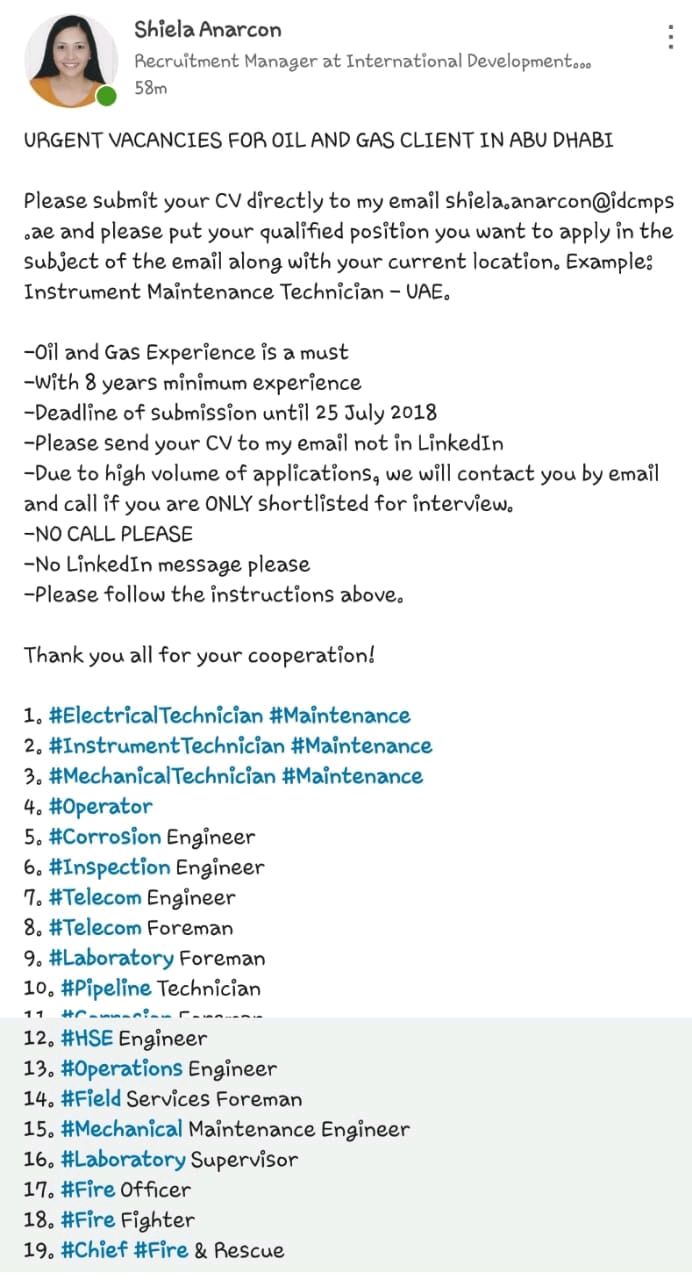 Shiela Anarcon
Recruitment Manager at International Development...
58m
URGENT VACANCIES FOR OIL AND GAS CLIENT IN ABU DHABI
Please submit your CV directly to my email shiela.anarcon@idcmps
.ae and please put your qualified position you want to apply in the
subject of the email along with your current location. Example:
Instrument Maintenance Technician - UAE.
-Oil and Gas Experience is a must
-With 8 years minimum experience
-Deadline of submission until 25 July 2018
-Please send your CV to my email not in LinkedIn
-Due to high volume of applications, we will contact you by email
and call if you are ONLY shortlisted for interview.
-NO CALL PLEASE
-No LinkedIn message please
-Please follow the instructions above.
Thank you all for your cooperation!
1. #ElectricalTechnician #Maintenance
2. #InstrumentTechnician #Maintenance
3. #MechanicalTechnician #Maintenance
4. #Operator
5. #Corrosion Engineer
6. #Inspection Engineer
7. #Telecom Engineer
8. #Telecom Foreman
9. #Laboratory Foreman
10. #Pipeline Technician
11. #Corrosion Foreman
12. #HSE Engineer
13. #Operations Engineer
14. #Field Services Foreman
15. #Mechanical Maintenance Engineer
16. #Laboratory Supervisor
17. #Fire Officer
18. #Fire Fighter
19. #Chief #Fire & Rescue